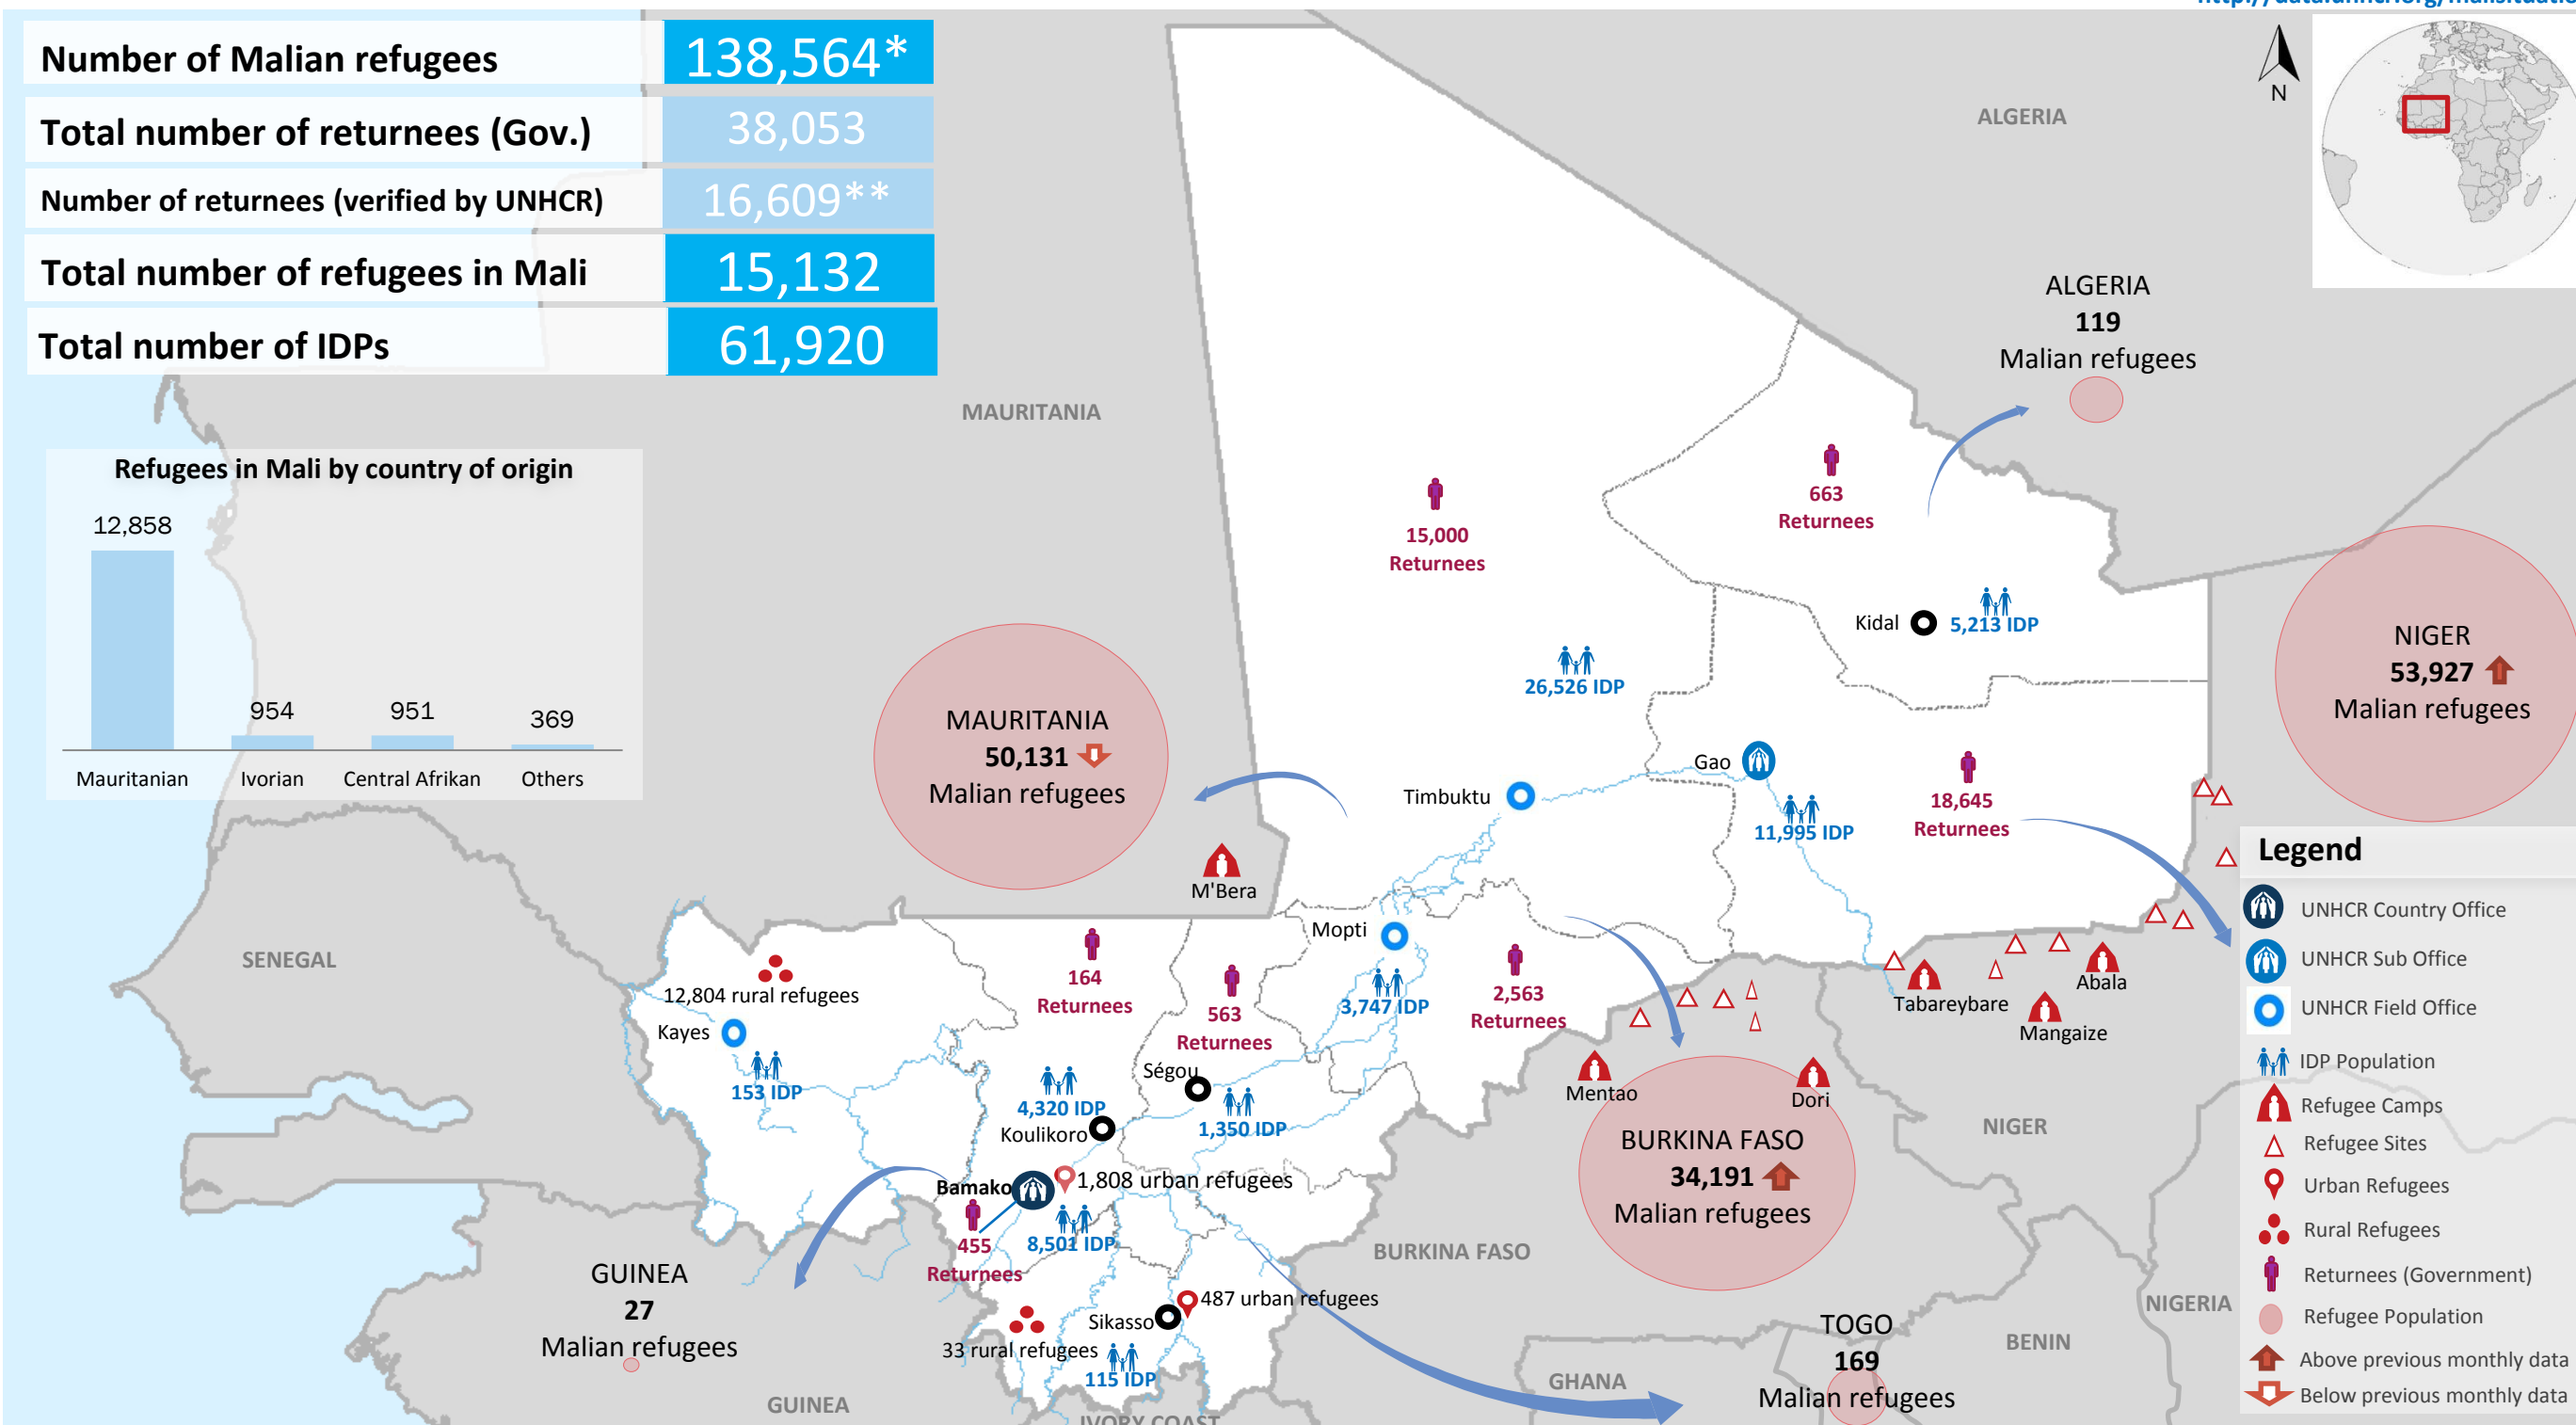 Number of Malian refugees 138,564*
Total number of returnees (Gov.) 38,053
Number of returnees (verified by UNHCR) 16,609**
Total number of refugees in Mali 15,132
Total number of IDPs 61,920
N
ALGERIA
ALGERIA
119
Malian refugees
MAURITANIA
Refugees in Mali by country of origin
12,858
954
951
369
Mauritanian
Ivorian
Central Afrikan
Others
663
Returnees
15,000
Returnees
Kidal
5,213 IDP
26,526 IDP
NIGER
53,927
Malian refugees
MAURITANIA
50,131
Malian refugees
Gao
Timbuktu
11,995 IDP
18,645
Returnees
M'Bera
SENEGAL
12,804 rural refugees
Kayes
153 IDP
164
Returnees
563
Returnees
Mopti
3,747 IDP
2,563
Returnees
4,320 IDP
Koulikoro
Ségou
1,350 IDP
Tabareybare
Mangaize
Abala
Mentao
Dori
BURKINA FASO
34,191
Malian refugees
NIGER
Bamako
1,808 urban refugees
455
Returnees
8,501 IDP
BURKINA FASO
GUINEA
27
Malian refugees
487 urban refugees
Sikasso
33 rural refugees
115 IDP
GUINEA
IVORY COAST
GHANA
TOGO
169
Malian refugees
BENIN
NIGERIA
Legend
UNHCR Country Office
UNHCR Sub Office
UNHCR Field Office
IDP Population
Refugee Camps
Refugee Sites
Urban Refugees
Rural Refugees
Returnees (Government)
Refugee Population
Above previous monthly data
Below previous monthly data